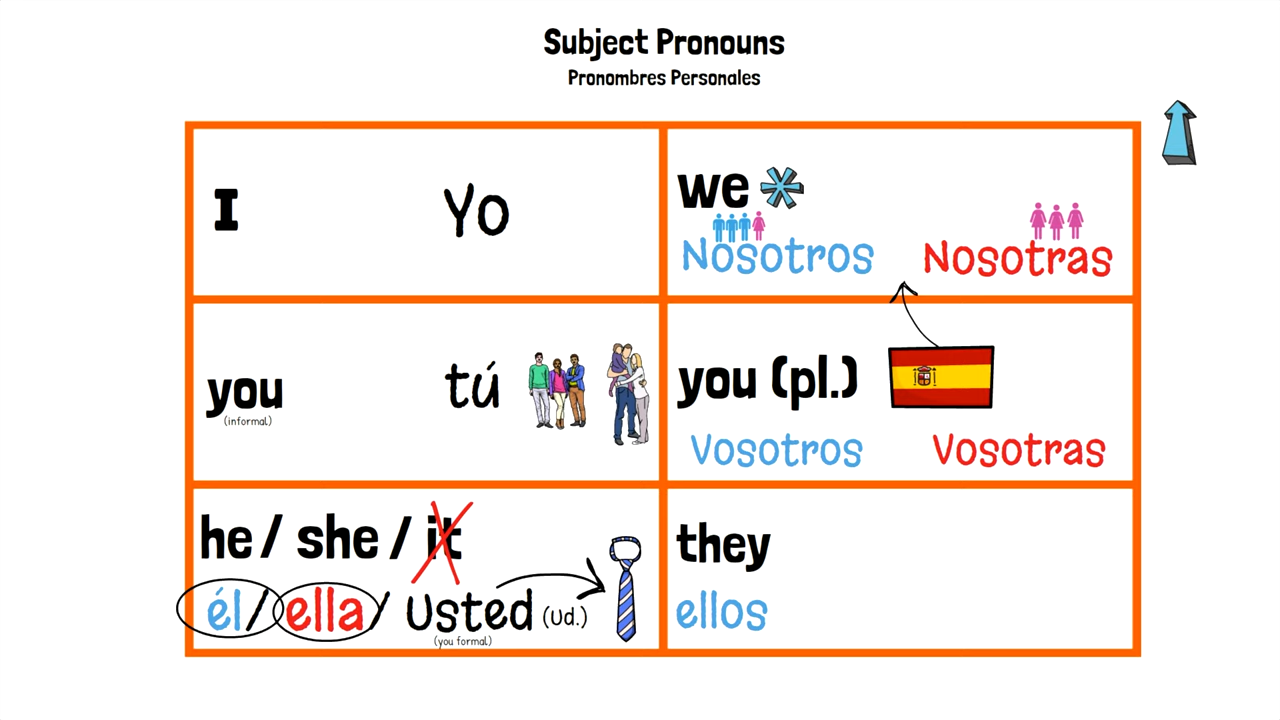 Subject Pronouns
Pronombres Personales
I Yo
we *
Nosotros Nosotras
you tú
(informal)
you (pl.)
Vosotros Vosotras
he / she / it
él / ella / Usted (Ud.)
(you formal)
they
ellos